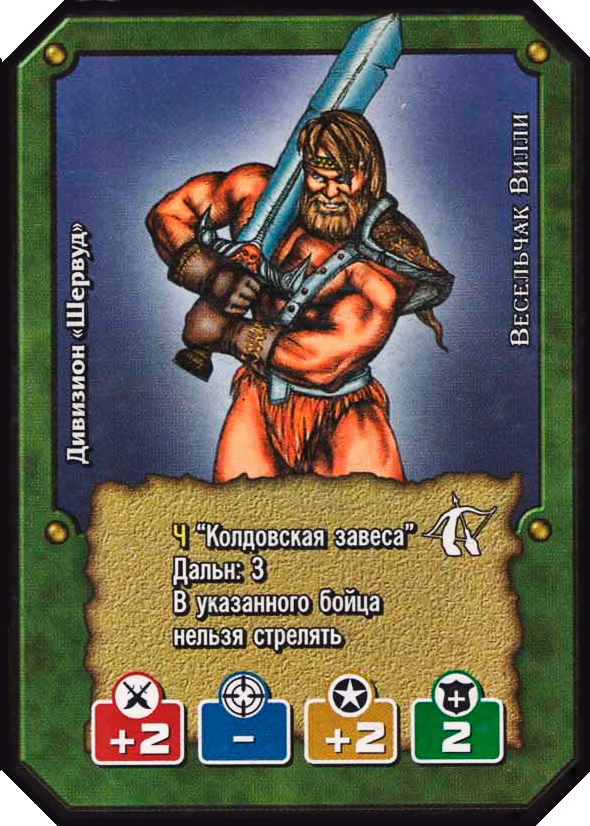 Дивизион «Шервуд»
Весельчак Вилли
Ч “Колдовская завеса”
Дальн: 3
В указанного бойца
нельзя стрелять
+2
-
+2
2